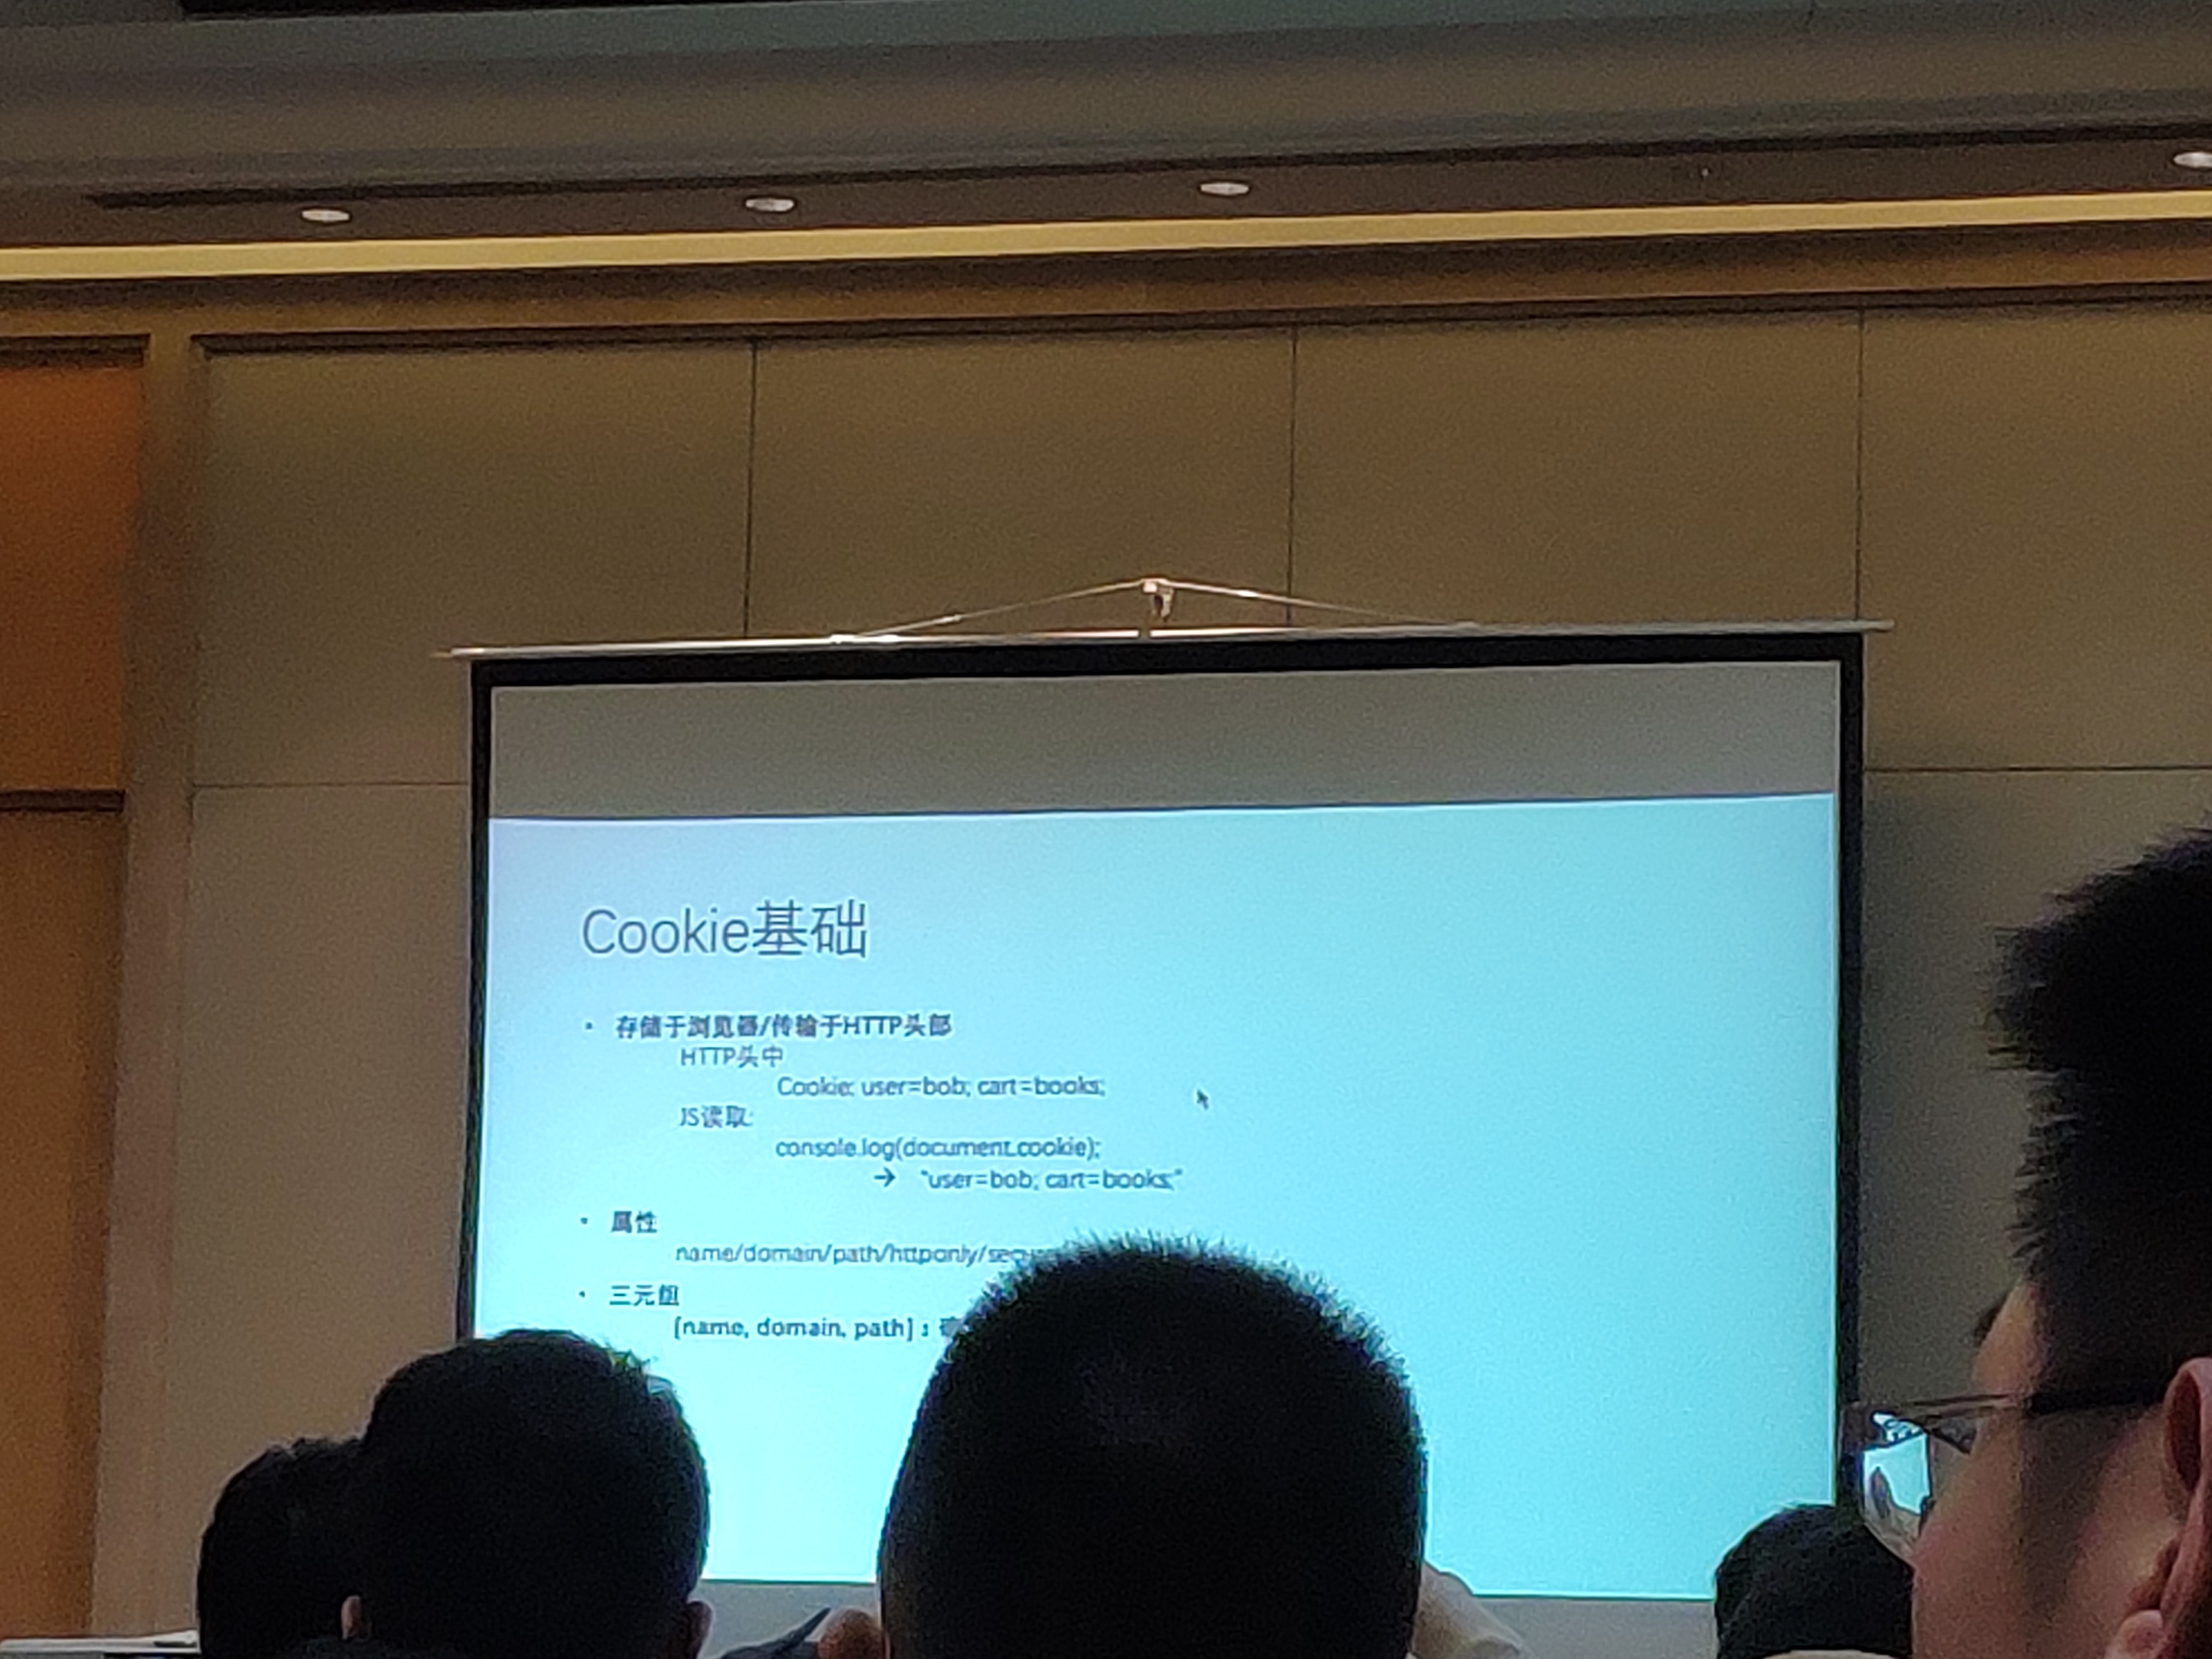 Cookie基础
• 存储于浏览器/传输于HTTP头部
HTTP头中
Cookie: user=bob; cart=books;
JS读取:
console.log(document.cookie);
→ "user=bob; cart=books;"
• 属性
name/domain/path/httponly/
• 三元组
[name, domain, path]：